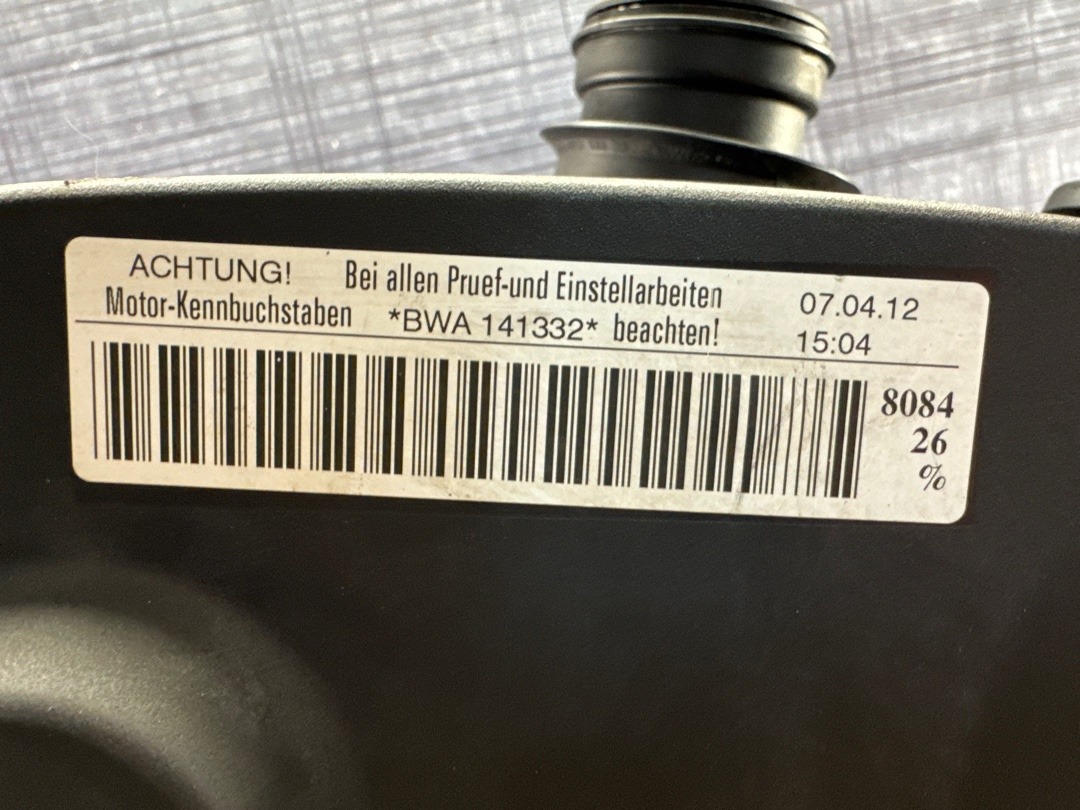 ACHTUNG! Bei allen Pruef-und Einstellarbeiten 07.04.12
Motor-Kennbuchstaben *BWA 141332* beachten! 15:04
8084
26
%